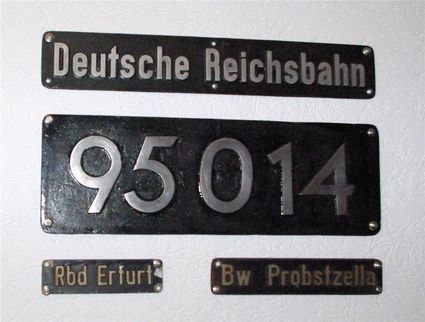 Deutsche Reichsbahn
95 014
Rbd Erfurt
Bw Probstzella